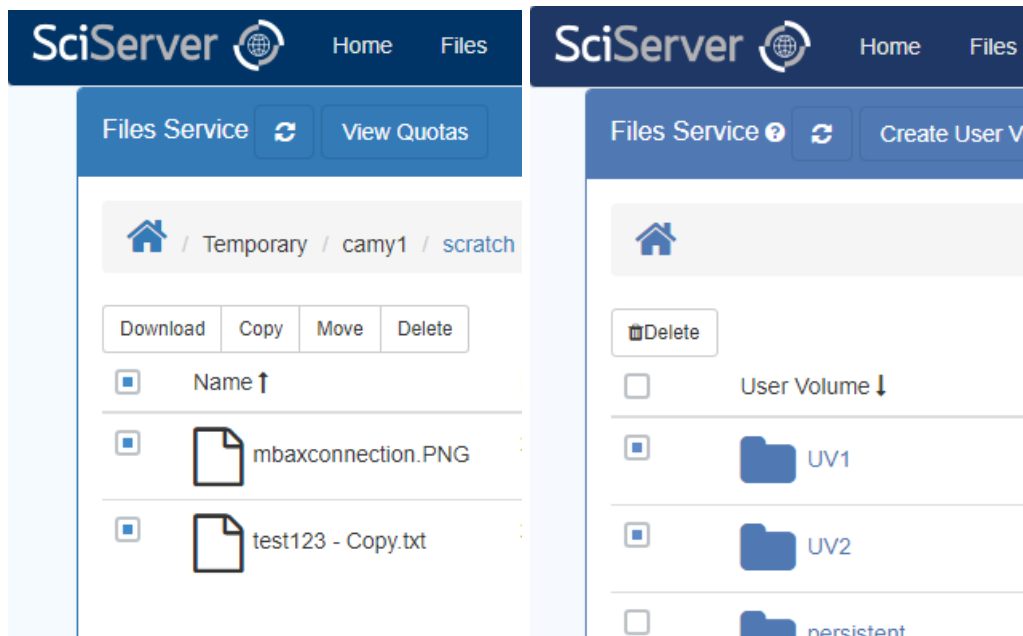 SciServer Home Files
Files Service View Quotas
/ Temporary / camy1 / scratch
Download Copy Move Delete
Name
mbaxconnection.PNG
test123 - Copy.txt
SciServer Home Files
Files Service ? Create User V
Delete
User Volume
UV1
UV2
persistent